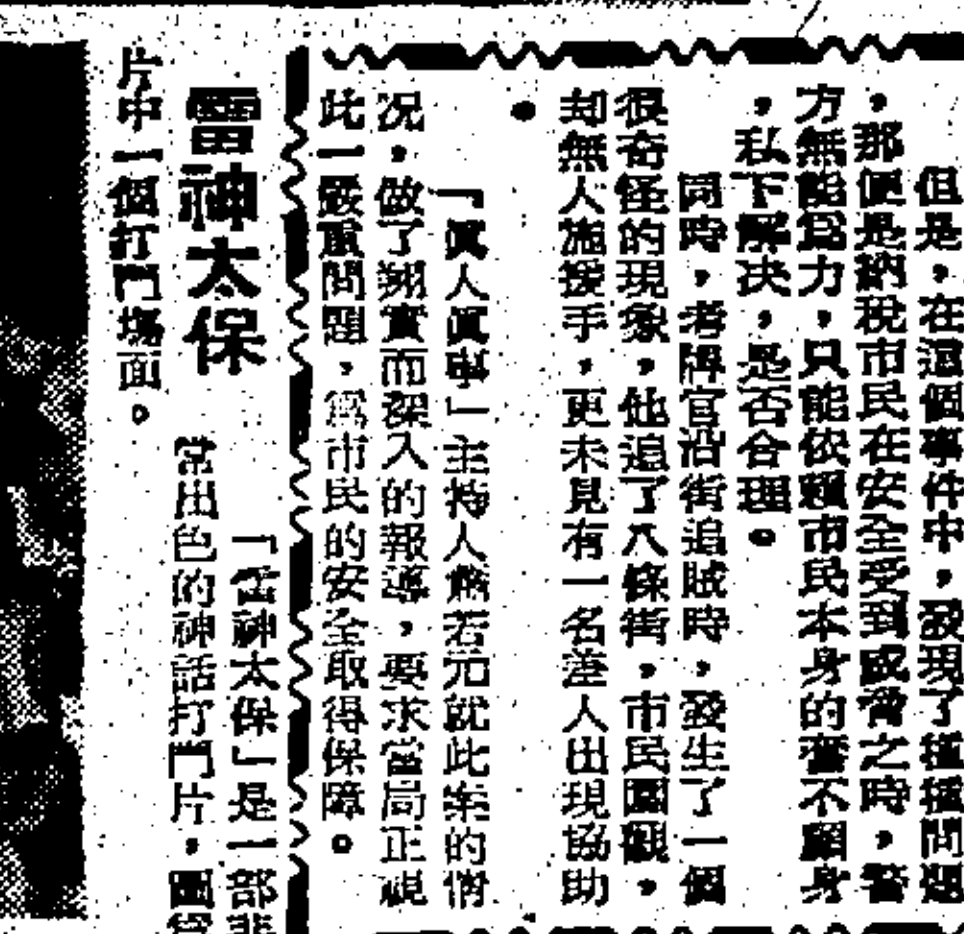 但是，在這個事件中，發現了種種問題
，那便是納稅市民在安全受到威脅之時，警
方無能爲力，只能依賴市民本身的奮不顧身
，私下解決，是否合理。
同時，考牌官沿街追賊時，發生了一個
很奇怪的現象，他追了八條街，市民圍觀，
却無人施援手，更未見有一名差人出現協助
。
「眞人眞事」主持人蕭若元就此案的情
况，做了翔實而深入的報導，要求當局正視
此一嚴重問題，爲市民的安全取得保障。
雷神太保
「雷神太保」是一部非
常出色的神話打鬥片，圖爲
片中一個打鬥塲面。